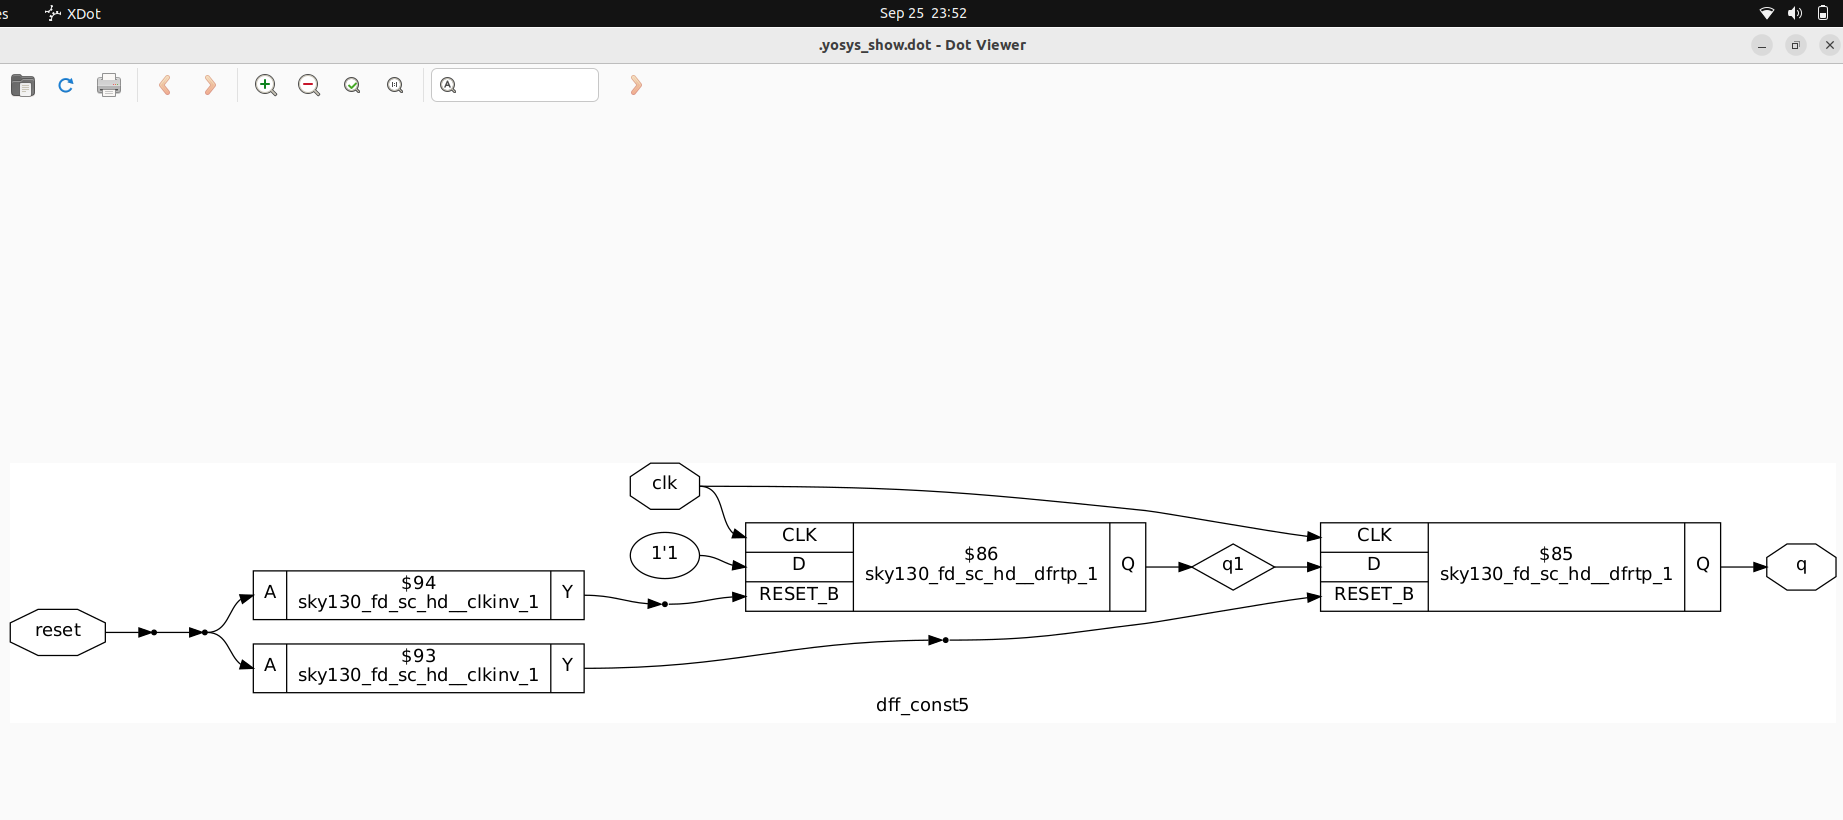 es XDot Sep 25 23:52
.yosys_show.dot - Dot Viewer
clk
1'1
CLK
D
RESET_B
$86
sky130_fd_sc_hd__dfrtp_1
Q
q1
CLK
D
RESET_B
$85
sky130_fd_sc_hd__dfrtp_1
Q
q
reset
A
$94
sky130_fd_sc_hd__clkinv_1
Y
A
$93
sky130_fd_sc_hd__clkinv_1
Y
dff_const5